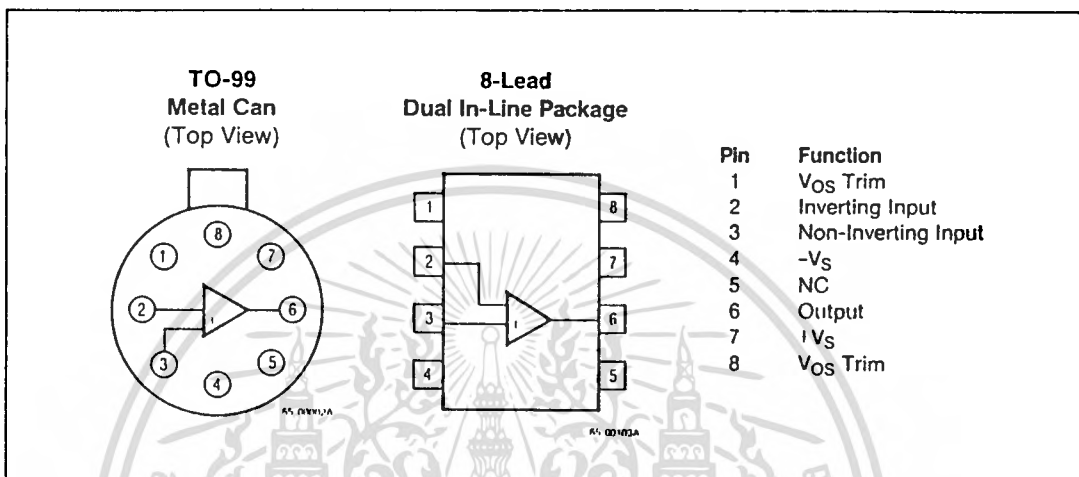 TO-99
Metal Can
(Top View)
8
1
7
2
6
3
5
4
8-Lead
Dual In-Line Package
(Top View)
1
8
2
7
3
6
4
5
Pin Function
1 VOS Trim
2 Inverting Input
3 Non-Inverting Input
4 -VS
5 NC
6 Output
7 +VS
8 VOS Trim